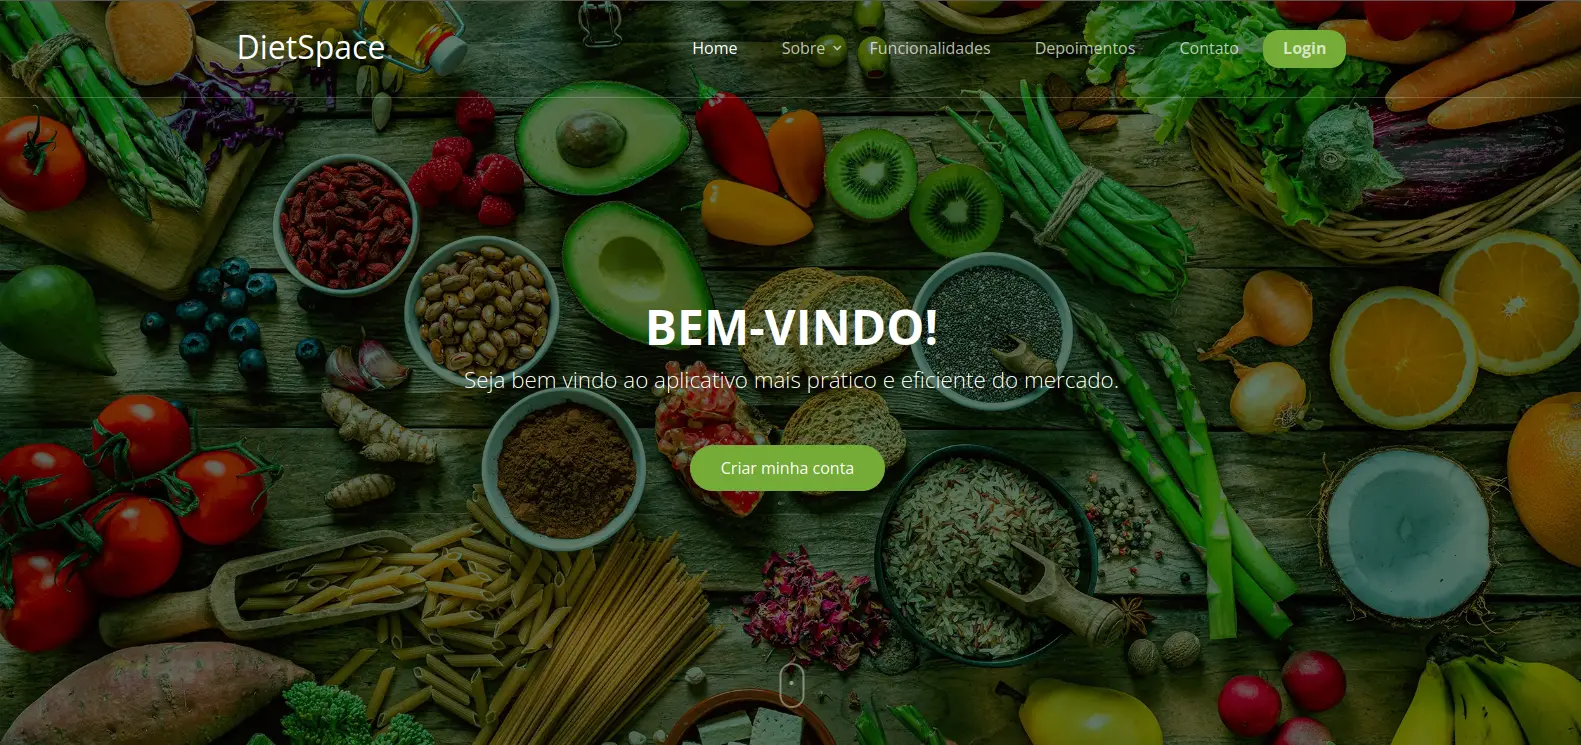 DietSpace
Home Sobre Funcionalidades Depoimentos Contato Login
BEM-VINDO!
Seja bem vindo ao aplicativo mais prático e eficiente do mercado.
Criar minha conta